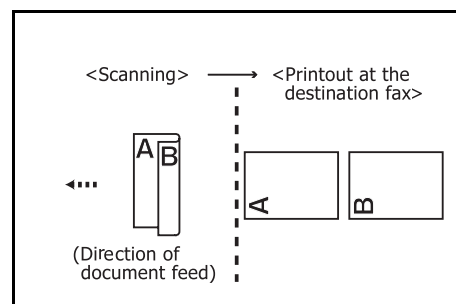 <Scanning>
<Printout at the
destination fax>
A
B
A
B
(Direction of
document feed)